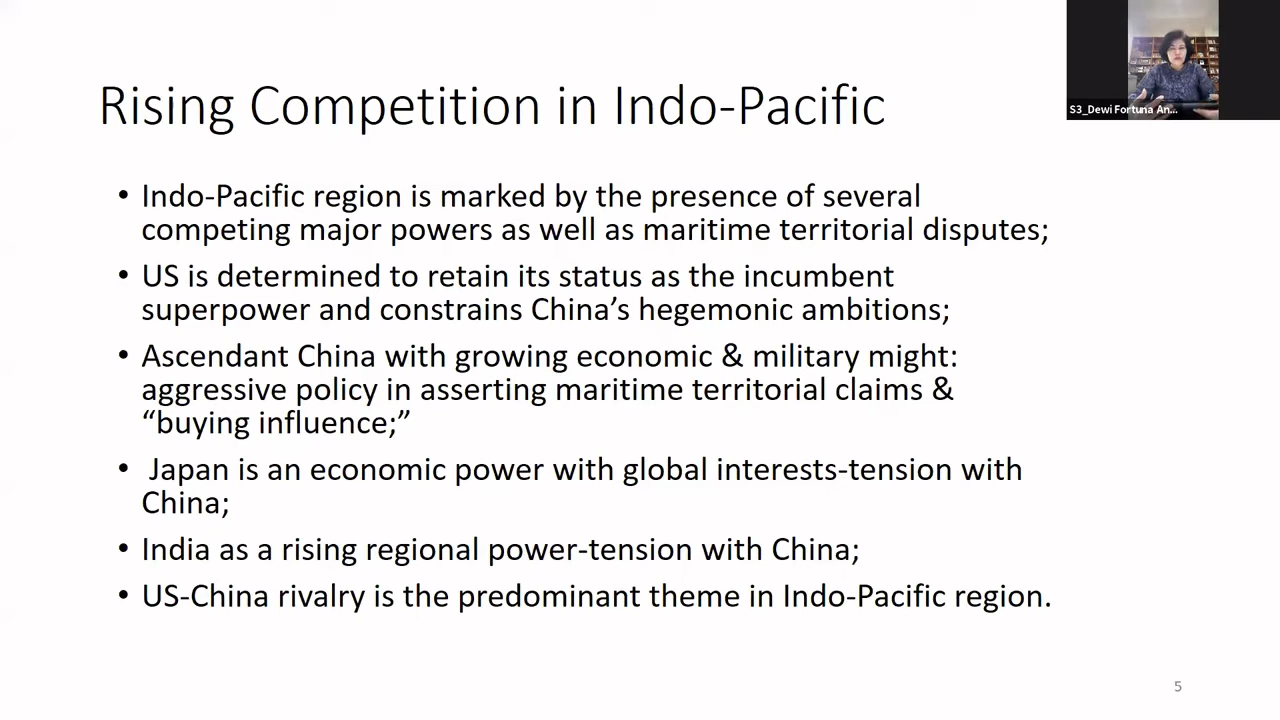 Rising Competition in Indo-Pacific
S3_Dewi Fortuna An...
• Indo-Pacific region is marked by the presence of several
competing major powers as well as maritime territorial disputes;
• US is determined to retain its status as the incumbent
superpower and constrains China’s hegemonic ambitions;
• Ascendant China with growing economic & military might:
aggressive policy in asserting maritime territorial claims &
“buying influence;”
• Japan is an economic power with global interests-tension with
China;
• India as a rising regional power-tension with China;
• US-China rivalry is the predominant theme in Indo-Pacific region.
5